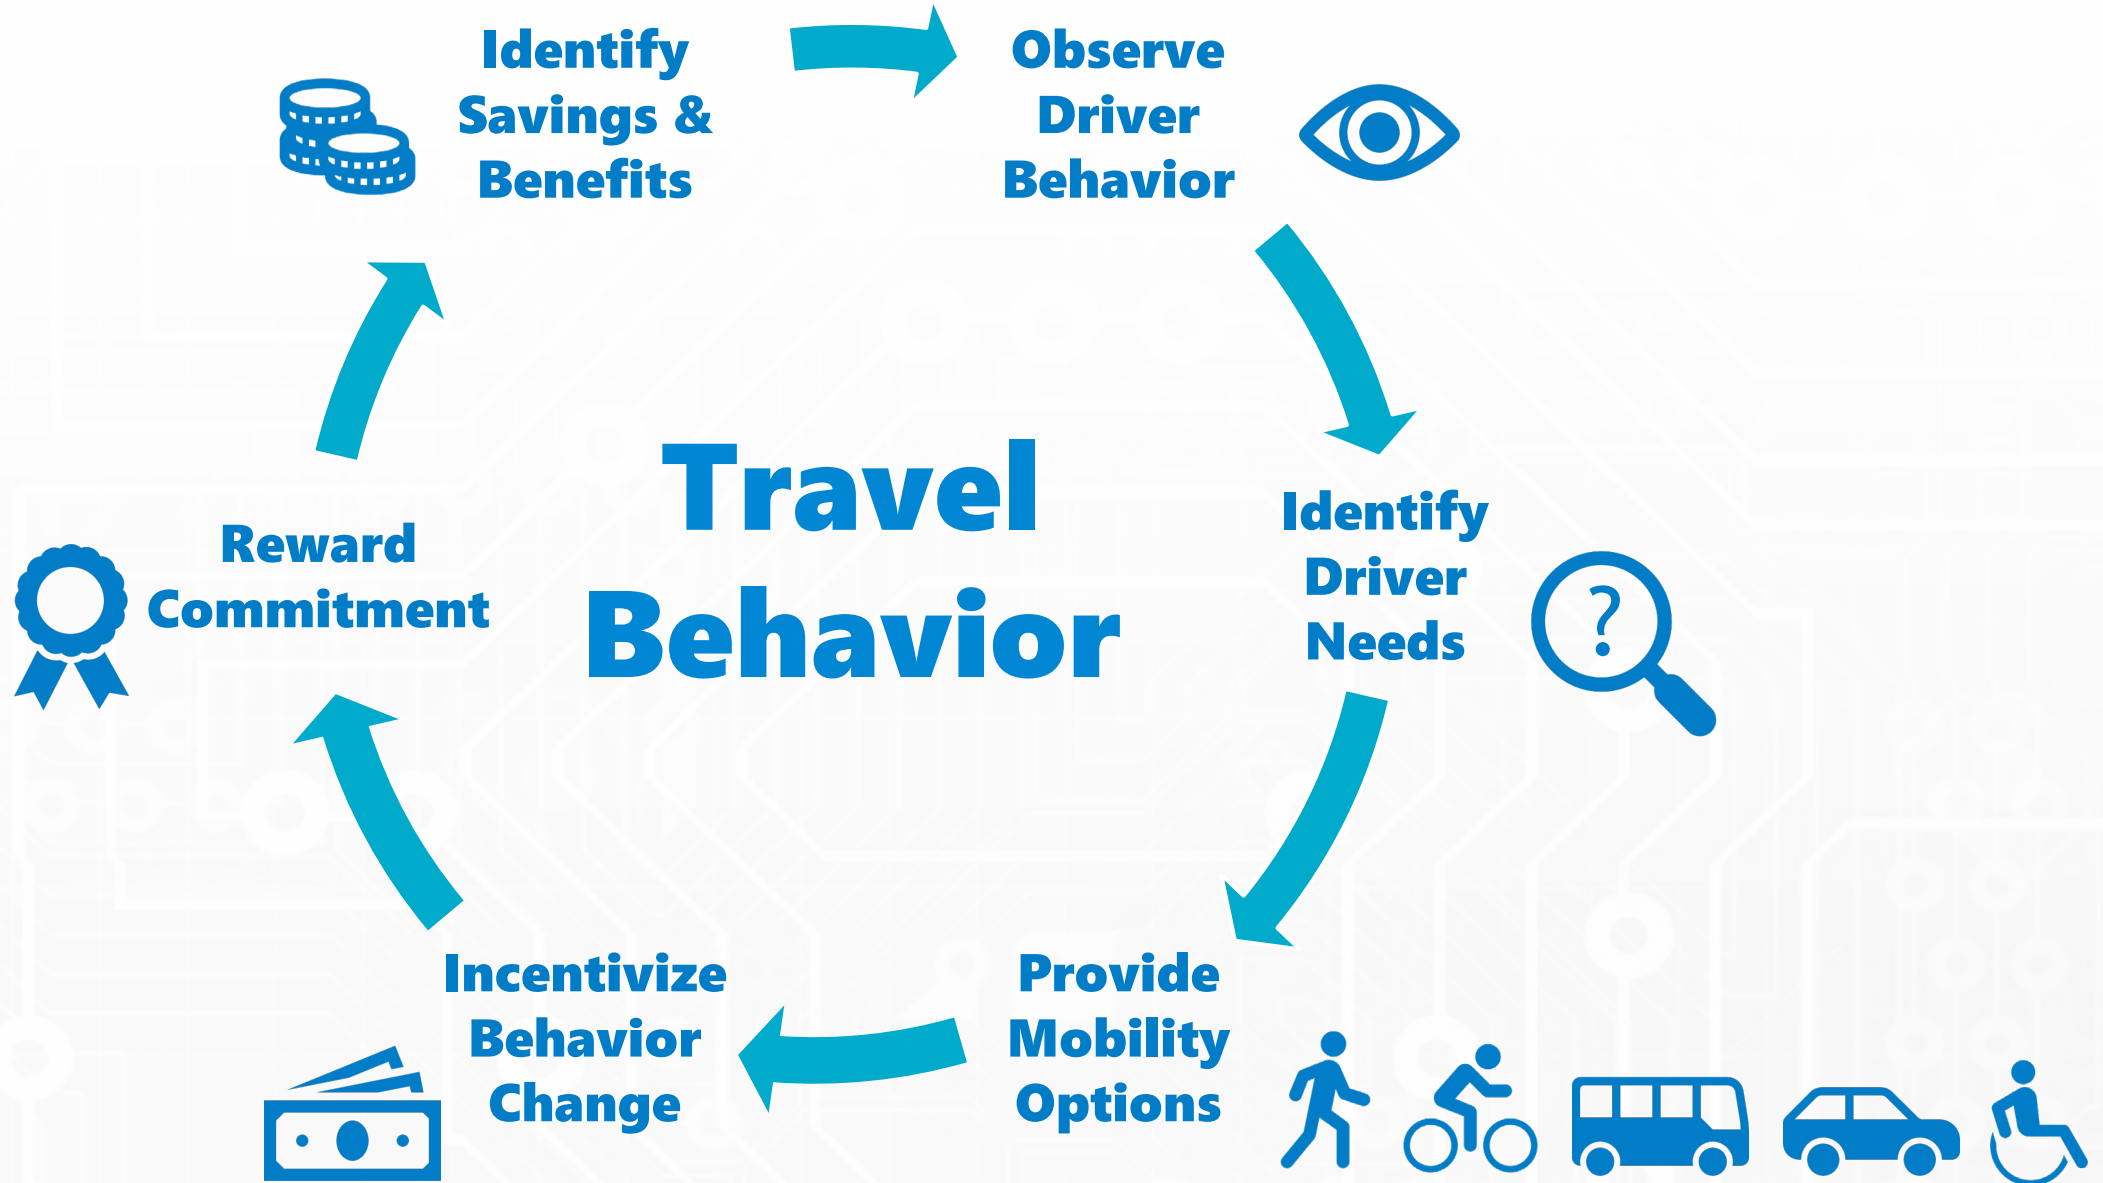 Identify
Savings &
Benefits
Observe
Driver
Behavior
Identify
Driver
Needs
?
Provide
Mobility
Options
Incentivize
Behavior
Change
Reward
Commitment
Travel
Behavior